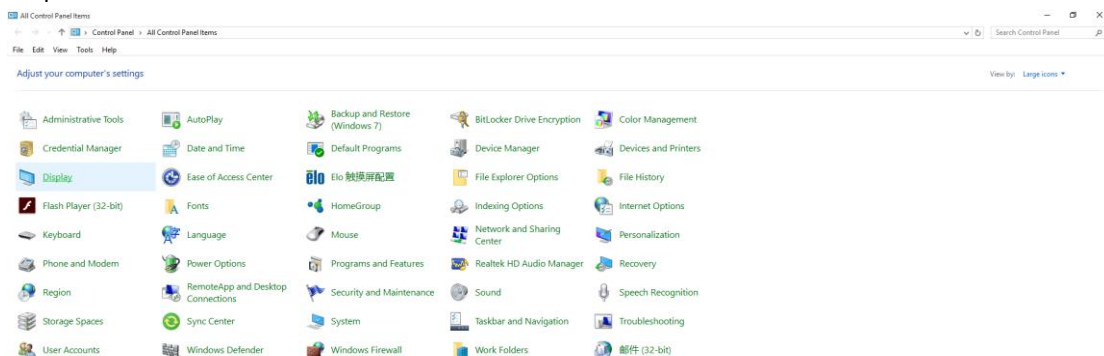 All Control Panel Items
Control Panel > All Control Panel Items
Search Control Panel
File Edit View Tools Help
Adjust your computer's settings
View by: Large icons
Administrative Tools
AutoPlay
Backup and Restore
(Windows 7)
BitLocker Drive Encryption
Color Management
Credential Manager
Date and Time
Default Programs
Device Manager
Devices and Printers
Display
Ease of Access Center
elo
Elo 触摸屏配置
File Explorer Options
File History
Flash Player (32-bit)
Fonts
HomeGroup
Indexing Options
Internet Options
Keyboard
Language
Mouse
Network and Sharing
Center
Personalization
Phone and Modem
Power Options
Programs and Features
Realtek HD Audio Manager
Recovery
Region
RemoteApp and Desktop
Connections
Security and Maintenance
Sound
Speech Recognition
Storage Spaces
Sync Center
System
Taskbar and Navigation
Troubleshooting
User Accounts
Windows Defender
Windows Firewall
Work Folders
邮件 (32-bit)